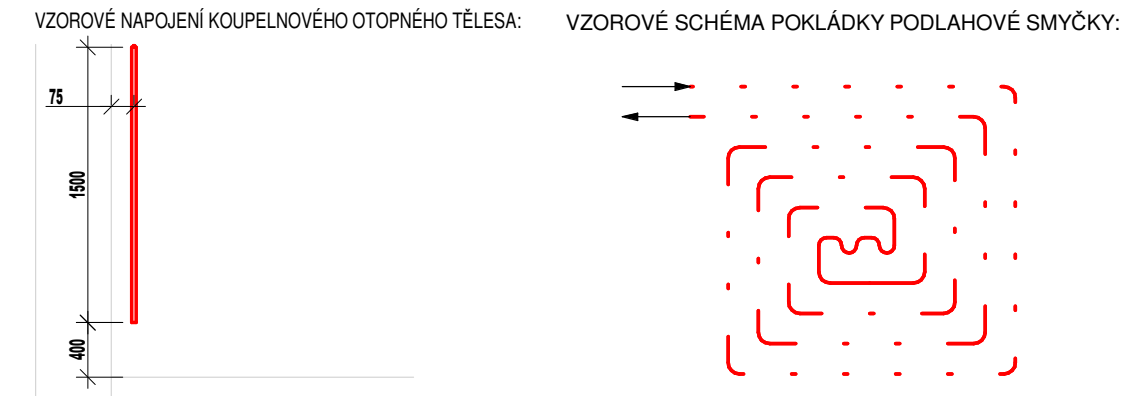 VZOROVÉ NAPOJENÍ KOUPELNOVÉHO OTOPNÉHO TĚLESA:
VZOROVÉ SCHÉMA POKLÁDKY PODLAHOVÉ SMYČKY:
75
1500
400